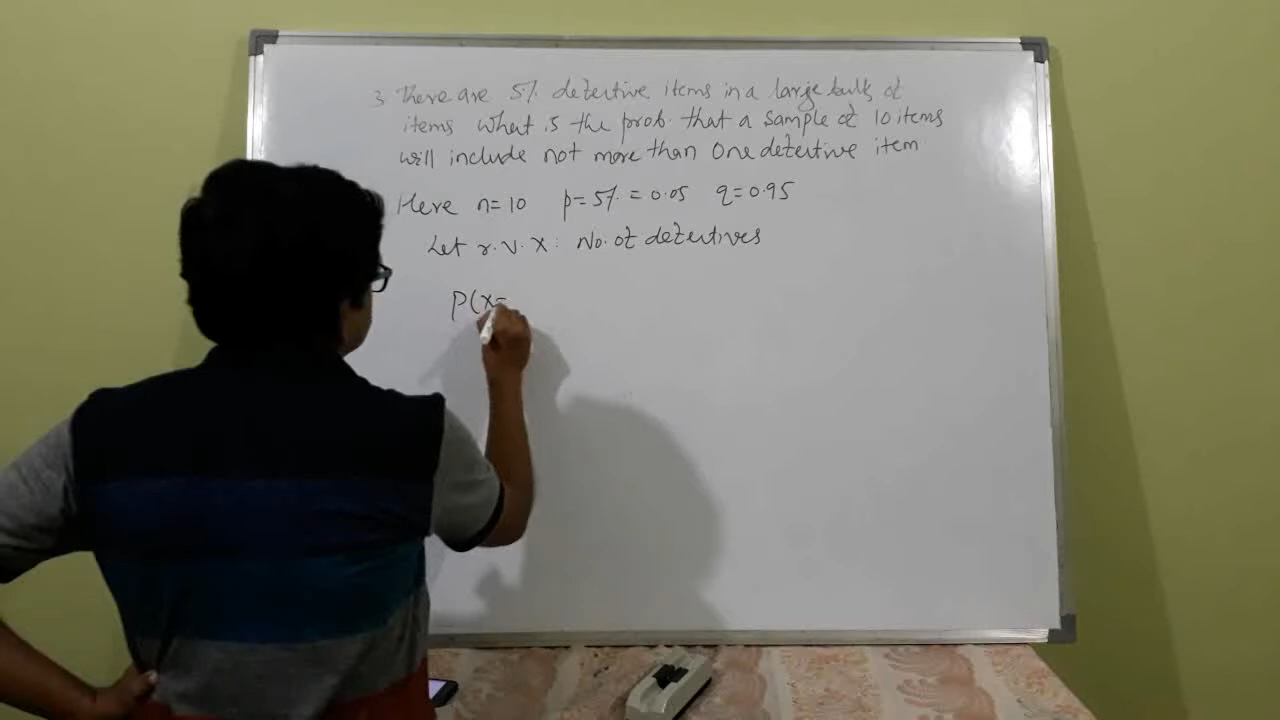 3. There are 5% defective items in a large bulk of
items What is the prob. that a sample of 10 items
will include not more than One defective item
Here n=10 p=5% = 0.05 q=0.95
Let r.v. X: No. of defectives
P(X=